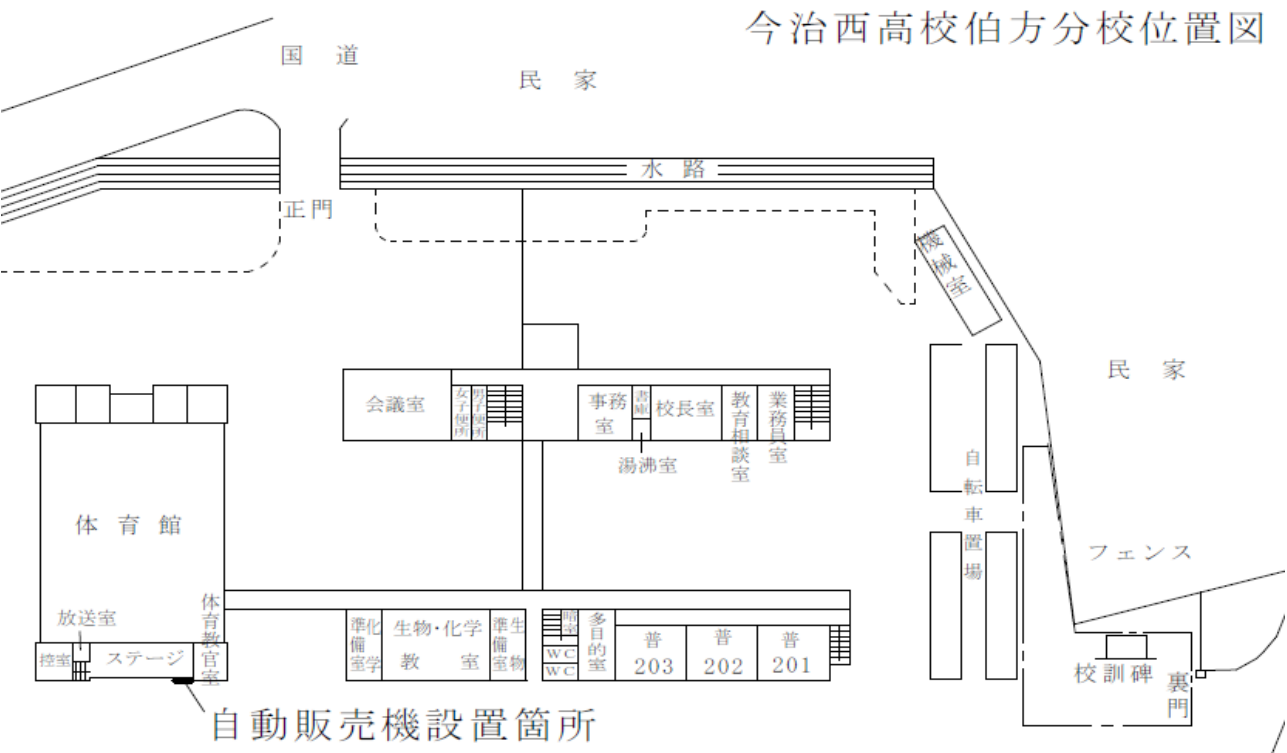 今治西高校伯方分校位置図
国道
民家
水路
正門
機械室
民家
会議室
女子便所
男子便所
事務室
書庫
校長室
教育相談室
業務員室
湯沸室
自転車置場
体育館
フェンス
放送室
体育教官室
控室
ステージ
化学準備室
生物・化学教室
生物準備室
暗室
WC
WC
多目的室
普203
普202
普201
校訓碑
裏門
自動販売機設置箇所